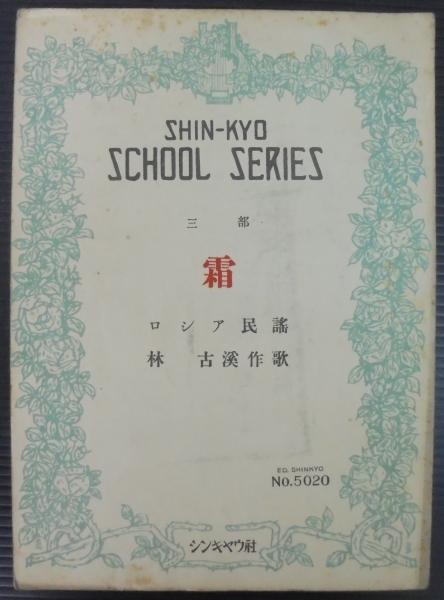 SHIN-KYO
SCHOOL SERIES
三部
霜
ロシア民謠
林 古溪作歌
ED. SHINKYO
No.5020
シンキヤウ社